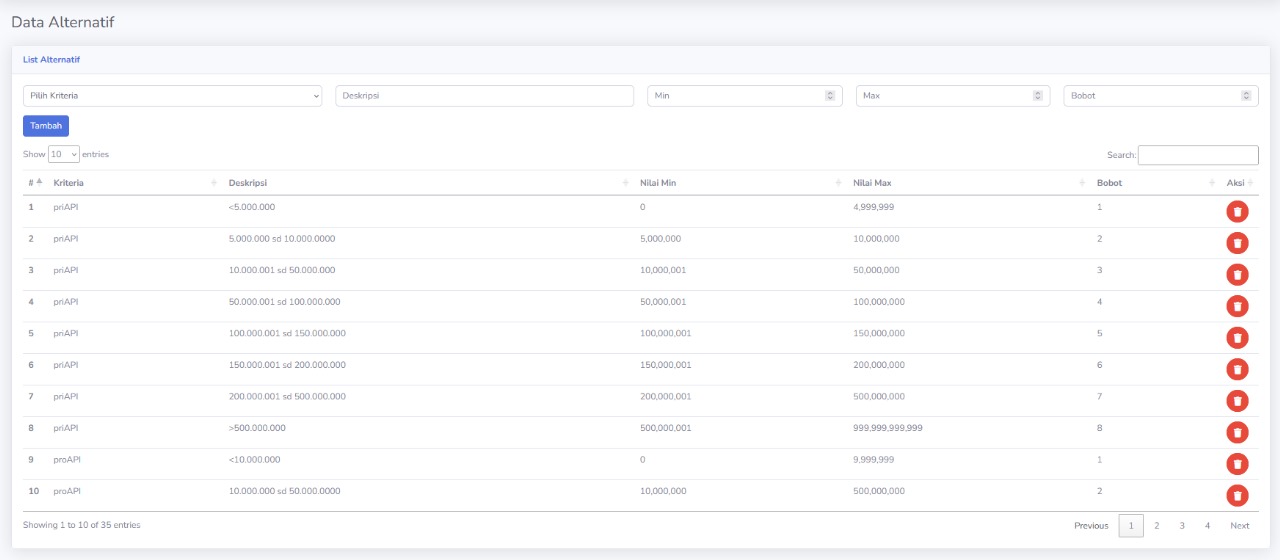 Data Alternatif
List Alternatif
Pilih Kriteria Deskripsi Min Max Bobot
Tambah
Show 10 entries Search:
# Kriteria Deskripsi Nilai Min Nilai Max Bobot Aksi
1 priAPI <5.000.000 0 4,999,999 1
2 priAPI 5.000.000 sd 10.000.0000 5,000,000 10,000,000 2
3 priAPI 10.000.001 sd 50.000.000 10,000,001 50,000,000 3
4 priAPI 50.000.001 sd 100.000.000 50,000,001 100,000,000 4
5 priAPI 100.000.001 sd 150.000.000 100,000,001 150,000,000 5
6 priAPI 150.000.001 sd 200.000.000 150,000,001 200,000,000 6
7 priAPI 200.000.001 sd 500.000.000 200,000,001 500,000,000 7
8 priAPI >500.000.000 500,000,001 999,999,999,999 8
9 proAPI <10.000.000 0 9,999,999 1
10 proAPI 10.000.000 sd 50.000.0000 10,000,000 500,000,000 2
Showing 1 to 10 of 35 entries Previous 1 2 3 4 Next